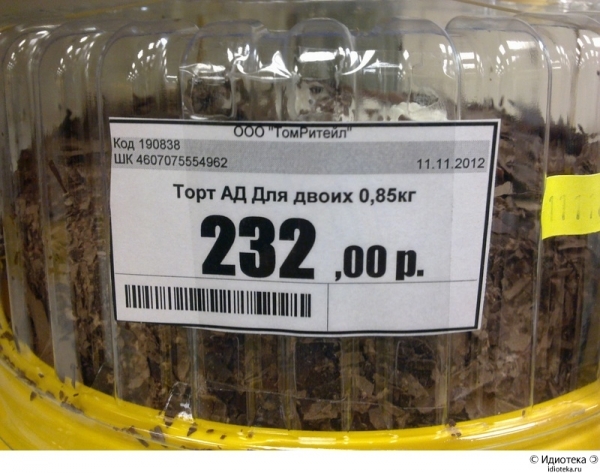 ООО "ТомРитейл"
Код 190838
ШК 4607075554962 11.11.2012
Торт АД Для двоих 0,85кг
232,00 р.
© Идиотека
idioteka.ru